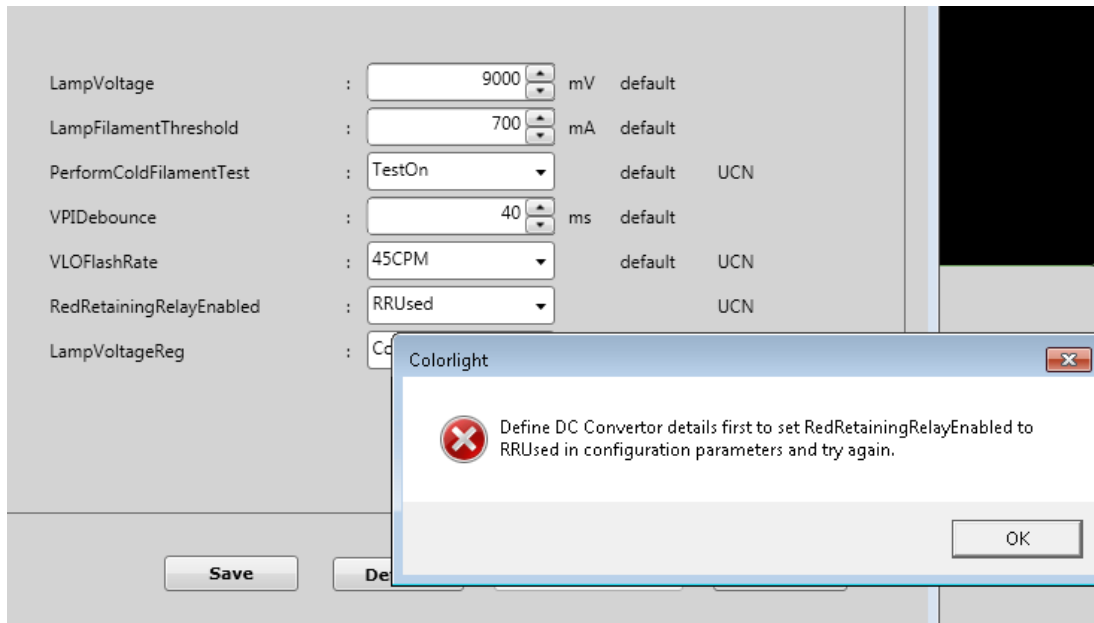 LampVoltage : 9000 mV default
LampFilamentThreshold : 700 mA default
PerformColdFilamentTest : TestOn default UCN
VPIDebounce : 40 ms default
VLOFlashRate : 45CPM default UCN
RedRetainingRelayEnabled : RRUsed UCN
LampVoltageReg :
Colorlight
Define DC Convertor details first to set RedRetainingRelayEnabled to
RRUsed in configuration parameters and try again.
OK
Save